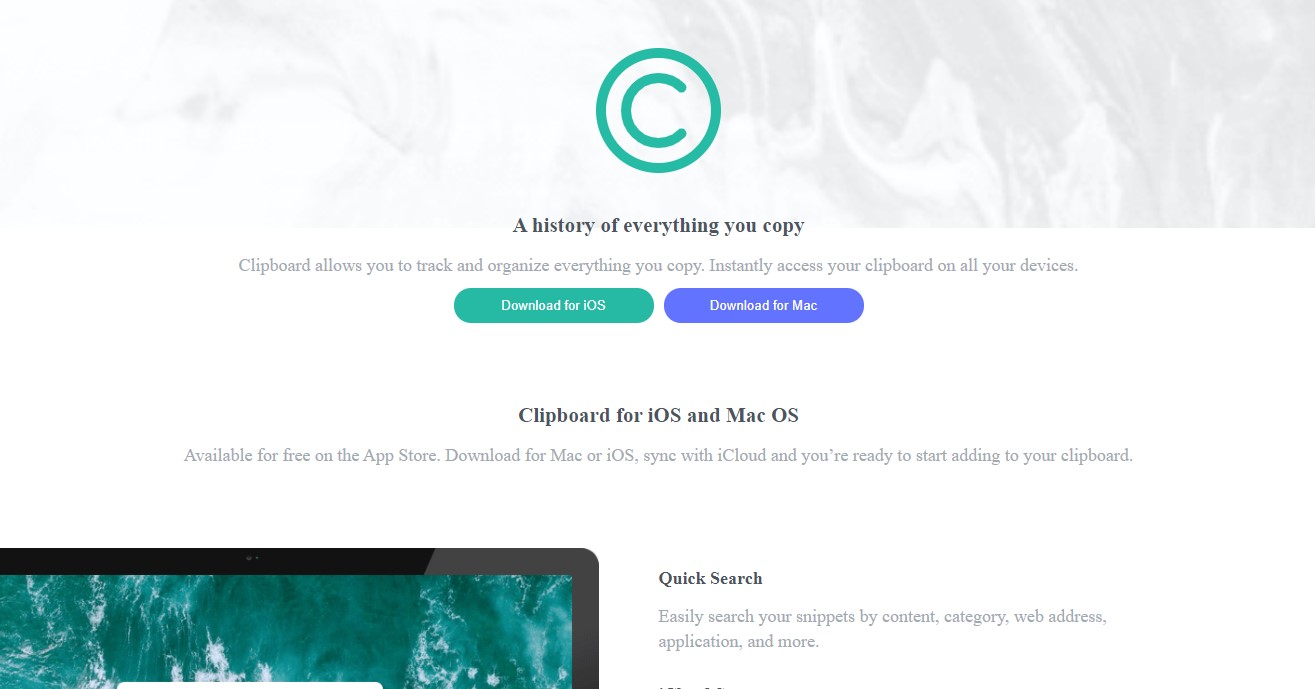 A history of everything you copy
Clipboard allows you to track and organize everything you copy. Instantly access your clipboard on all your devices.
Download for iOS
Download for Mac
Clipboard for iOS and Mac OS
Available for free on the App Store. Download for Mac or iOS, sync with iCloud and you’re ready to start adding to your clipboard.
Quick Search
Easily search your snippets by content, category, web address,
application, and more.